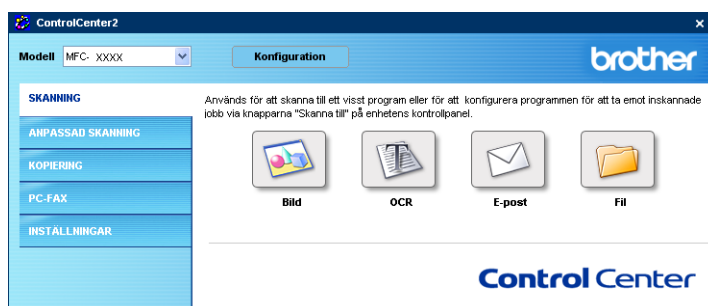 ControlCenter2
Modell MFC- XXXX Konfiguration brother
SKANNING
ANPASSAD SKANNING
KOPIERING
PC-FAX
INSTÄLLNINGAR
Används för att skanna till ett visst program eller för att konfigurera programmen för att ta emot inskannade
jobb via knapparna "Skanna till" på enhetens kontrollpanel.
Bild OCR E-post Fil
Control Center